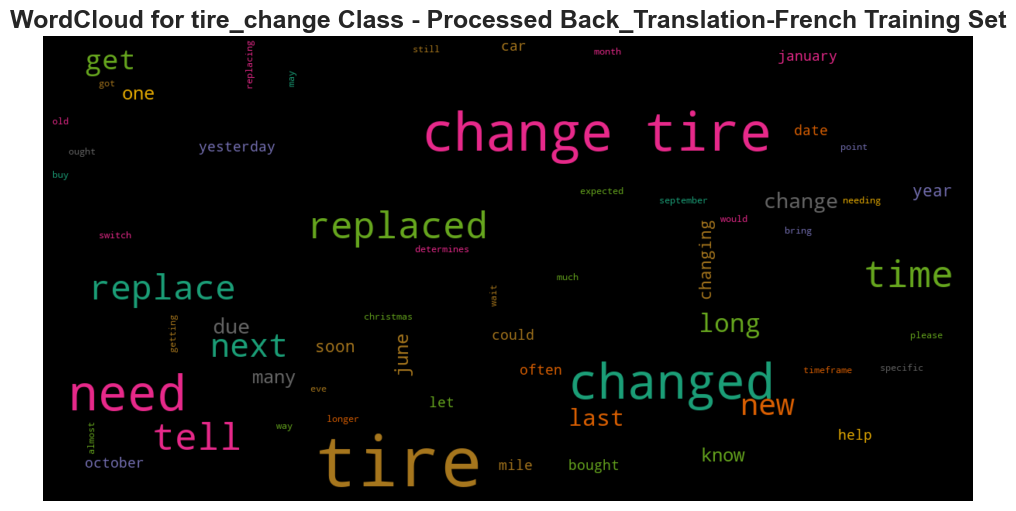 WordCloud for tire_change Class - Processed Back_Translation-French Training Set
get
replacing
still
car
month
january
may
got
one
old
change tire
date
yesterday
ought
point
buy
expected
september
change
needing
year
replaced
would
switch
bring
determines
changing
time
replace
much
wait
christmas
long
getting
due
next
soon
june
could
please
many
often
changed
timeframe
specific
need
eve
let
new
last
longer
way
tell
almost
help
october
tire
mile
bought
know